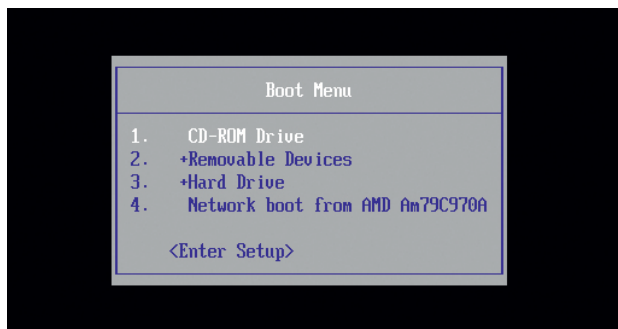 Boot Menu
1. CD-ROM Drive
2. +Removable Devices
3. +Hard Drive
4. Network boot from AMD Am79C970A
<Enter Setup>